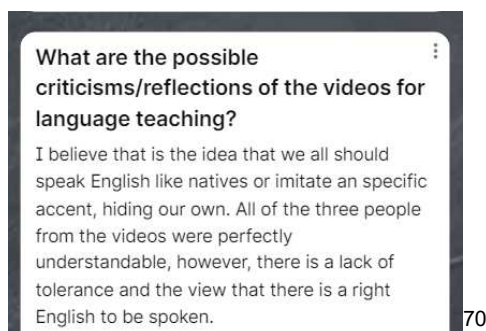 What are the possible
criticisms/reflections of the videos for
language teaching?
I believe that is the idea that we all should
speak English like natives or imitate an specific
accent, hiding our own. All of the three people
from the videos were perfectly
understandable, however, there is a lack of
tolerance and the view that there is a right
English to be spoken.
70